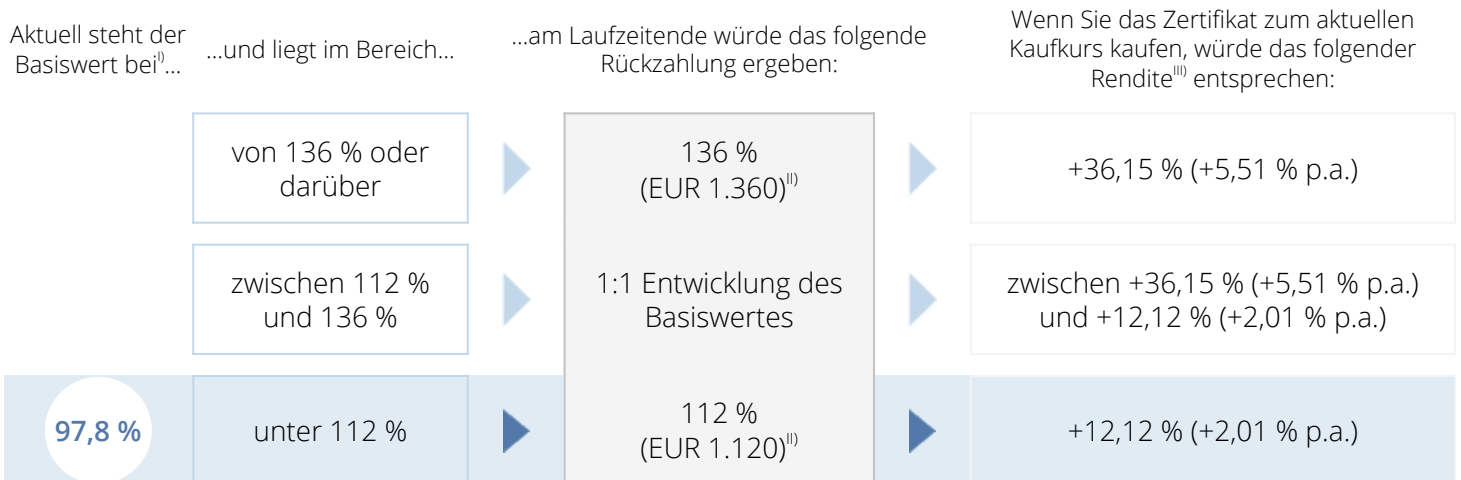 Aktuell steht der
Basiswert bei^I)...
...und liegt im Bereich...
...am Laufzeitende würde das folgende
Rückzahlung ergeben:
Wenn Sie das Zertifikat zum aktuellen
Kaufkurs kaufen, würde das folgender
Rendite^III) entsprechen:
von 136 % oder
darüber
136 %
(EUR 1.360)^II)
+36,15 % (+5,51 % p.a.)
zwischen 112 %
und 136 %
1:1 Entwicklung des
Basiswertes
zwischen +36,15 % (+5,51 % p.a.)
und +12,12 % (+2,01 % p.a.)
97,8 %
unter 112 %
112 %
(EUR 1.120)^II)
+12,12 % (+2,01 % p.a.)